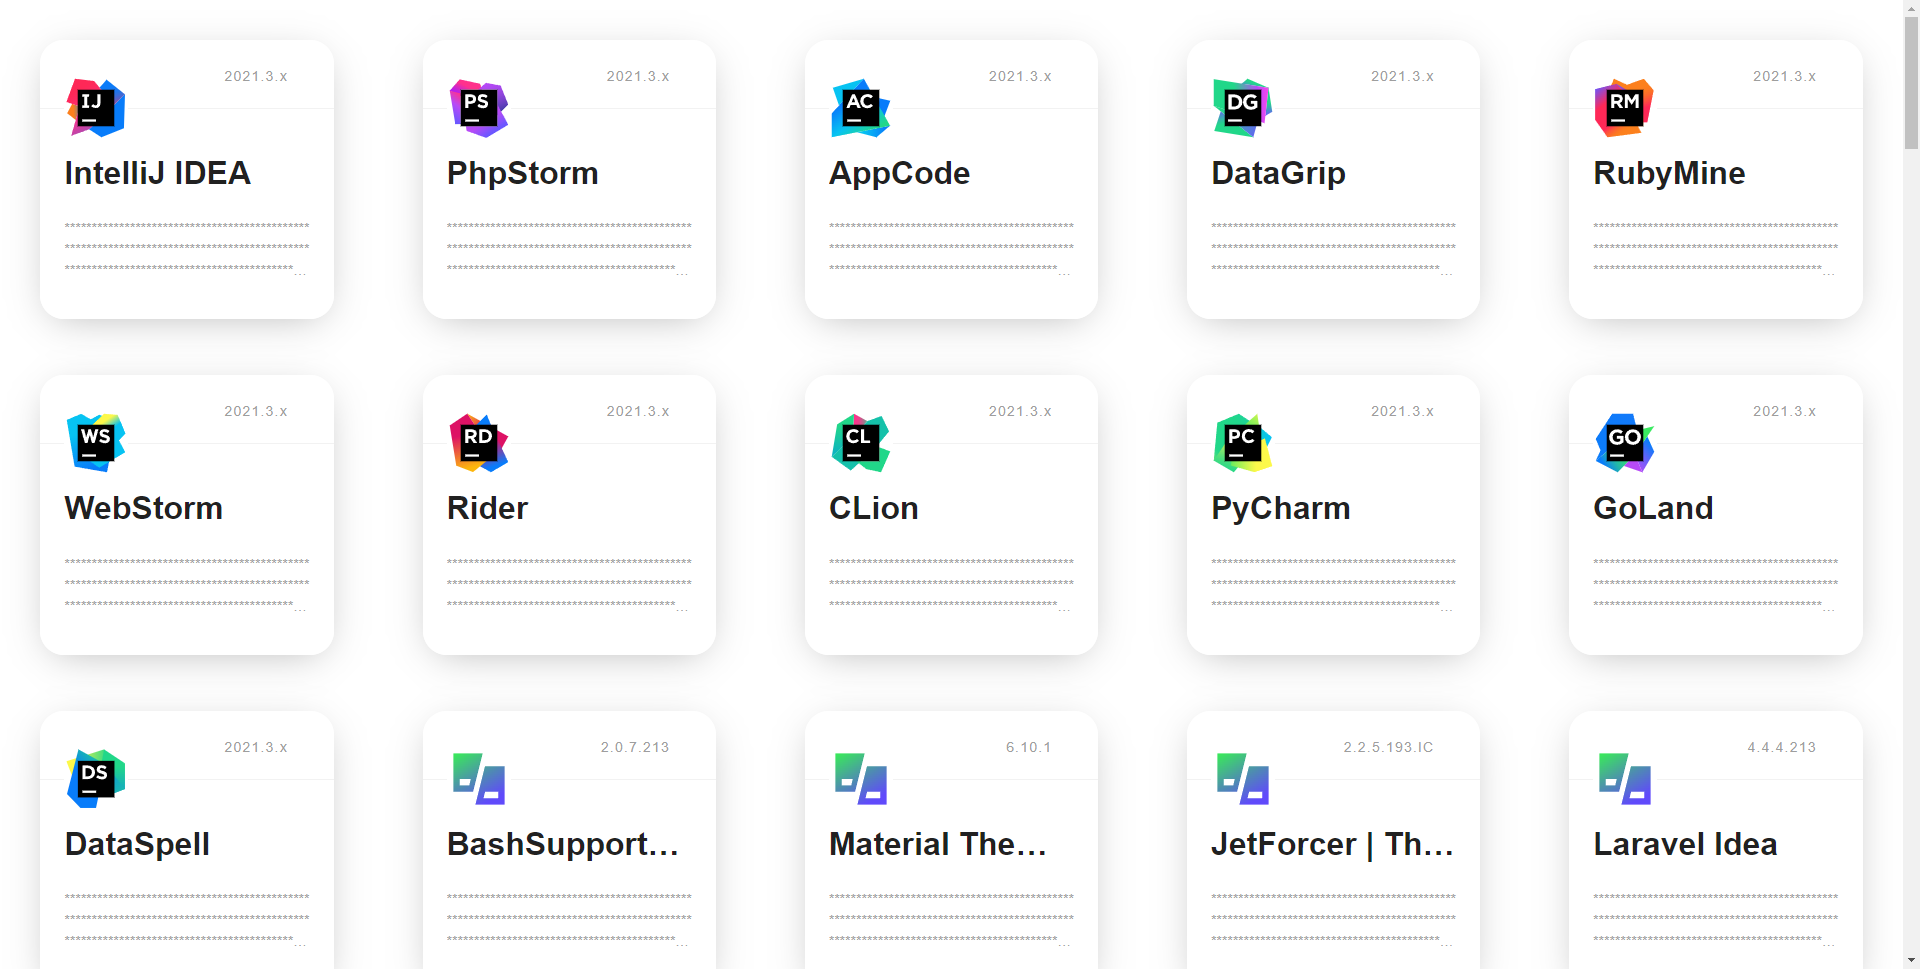 2021.3.x 2021.3.x 2021.3.x 2021.3.x 2021.3.x
IJ PS AC DG RM
IntelliJ IDEA PhpStorm AppCode DataGrip RubyMine
2021.3.x 2021.3.x 2021.3.x 2021.3.x 2021.3.x
WS RD CL PC GO
WebStorm Rider CLion PyCharm GoLand
2021.3.x 2.0.7.213 6.10.1 2.2.5.193.IC 4.4.4.213
DS
DataSpell BashSupport... Material The... JetForcer | Th... Laravel Idea